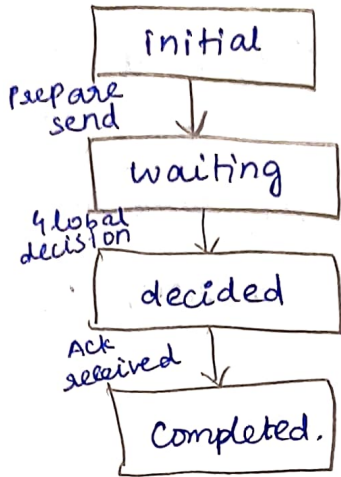 initial
Prepare
send
waiting
Global
decision
decided
Ack
received
Completed.